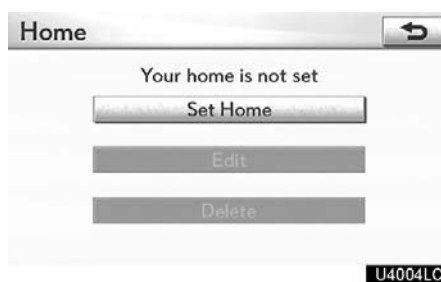 Home
Your home is not set
Set Home
Edit
Delete
U4004LC